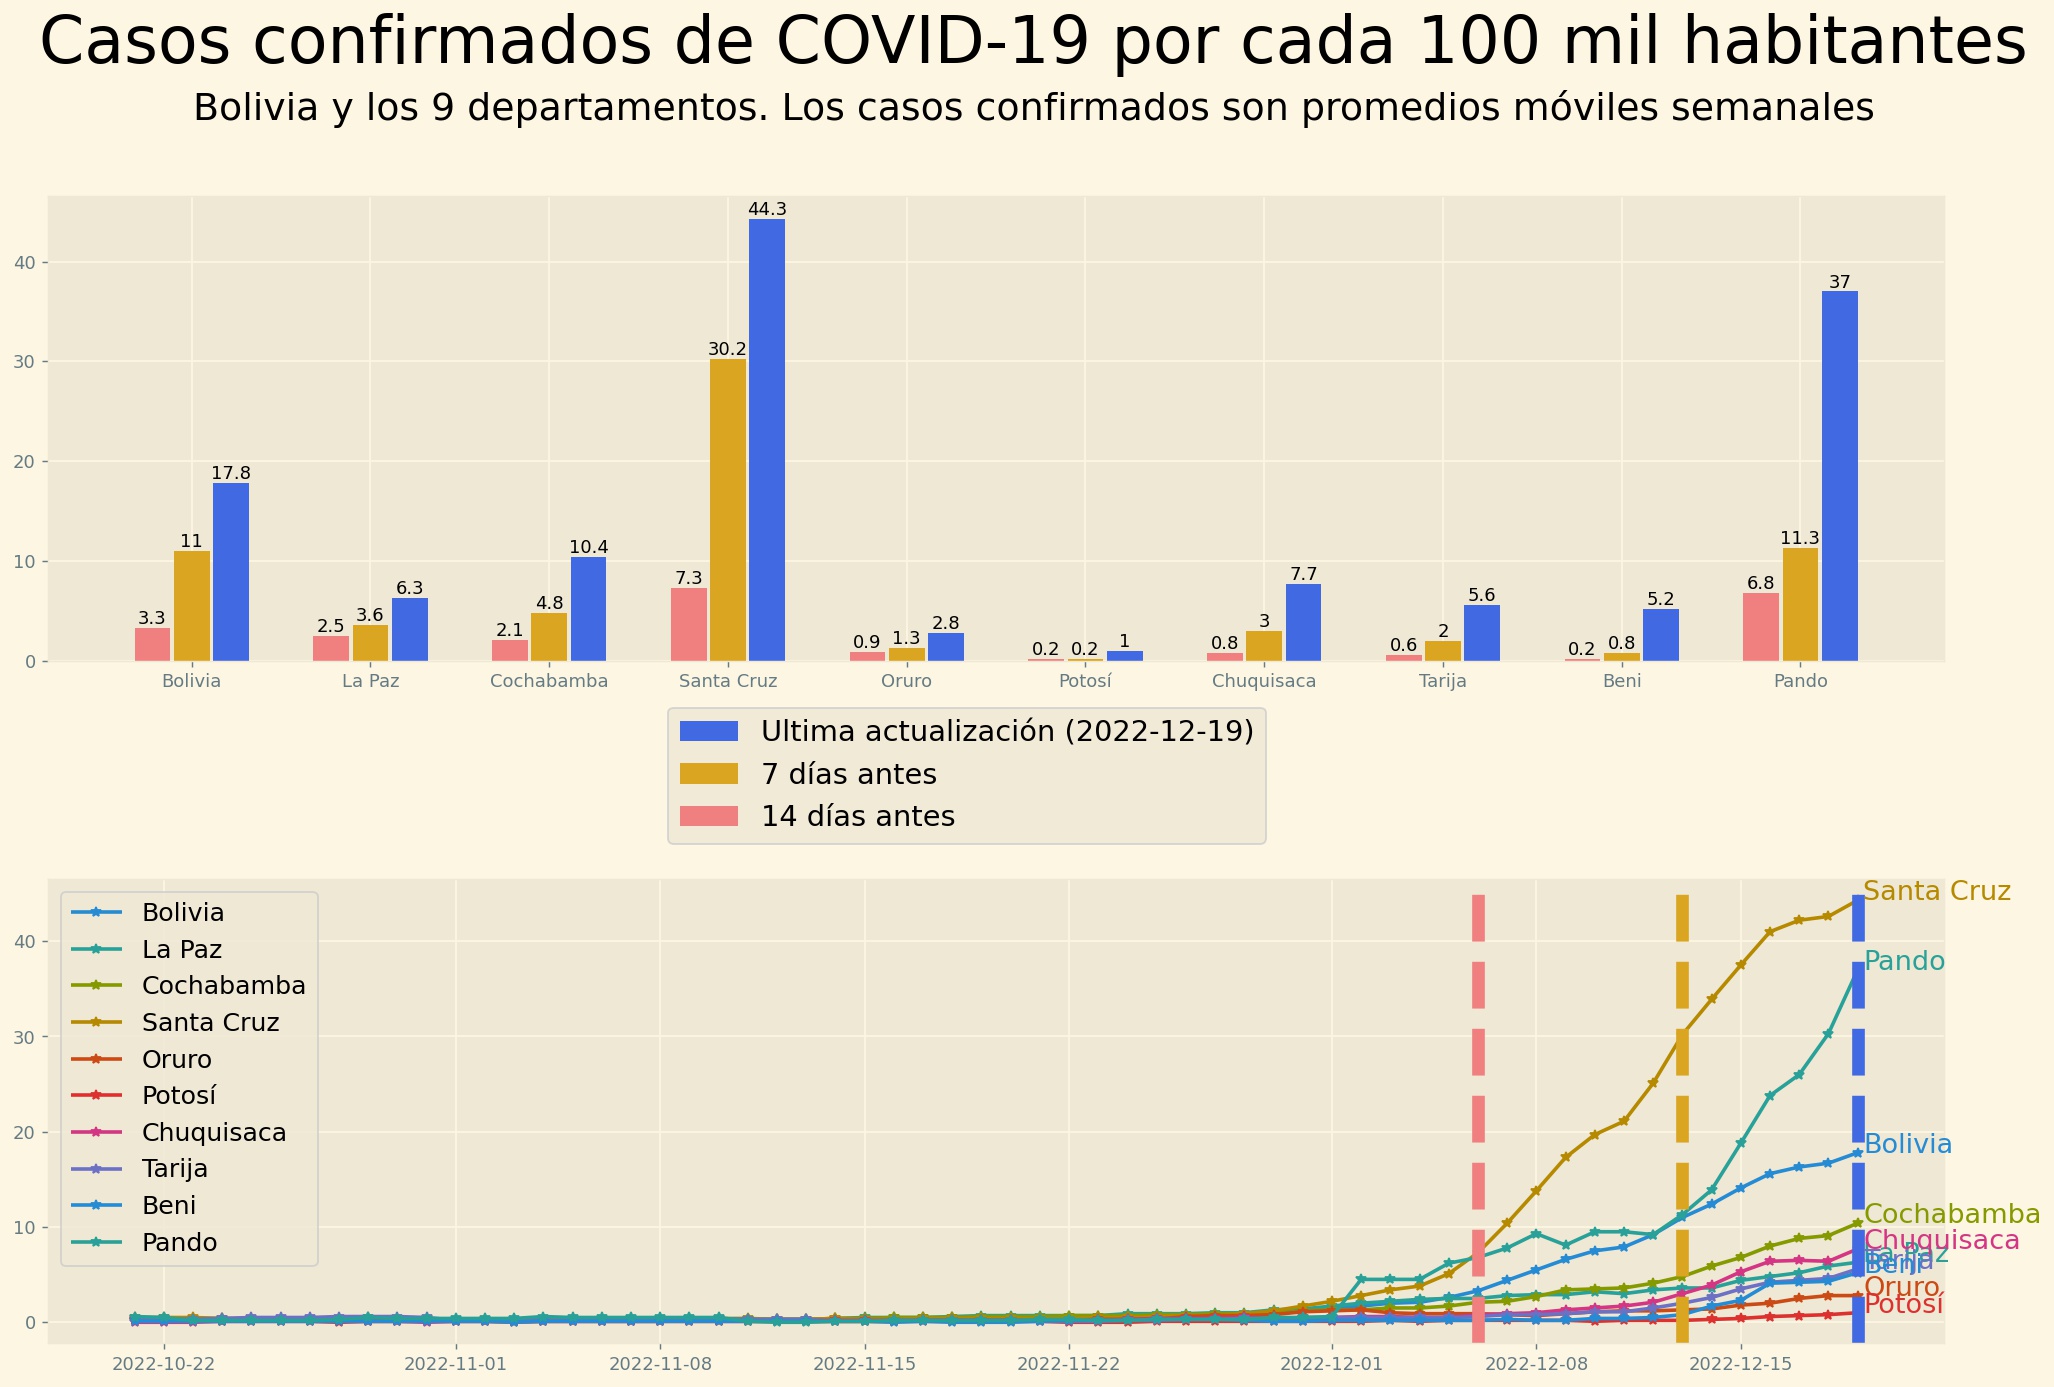 Casos confirmados de COVID-19 por cada 100 mil habitantes
Bolivia y los 9 departamentos. Los casos confirmados son promedios móviles semanales
44.3
40
37
30.2
30
20
17.8
11
10.4
11.3
10
7.3
7.7
6.8
6.3
5.6
5.2
4.8
3.3
2.5
3.6
2.1
0.9
1.3
2.8
0.2
0.2
1
0.8
3
0.6
2
0.2
0.8
0
Bolivia
La Paz
Cochabamba
Santa Cruz
Oruro
Potosí
Chuquisaca
Tarija
Beni
Pando
Ultima actualización (2022-12-19)
7 días antes
14 días antes
Bolivia
La Paz
Cochabamba
Santa Cruz
Oruro
Potosí
Chuquisaca
Tarija
Beni
Pando
40
30
20
10
0
Santa Cruz
Pando
Bolivia
Cochabamba
Chuquisaca
La Paz
Tarija
Beni
Oruro
Potosí
2022-10-22
2022-11-01
2022-11-08
2022-11-15
2022-11-22
2022-12-01
2022-12-08
2022-12-15